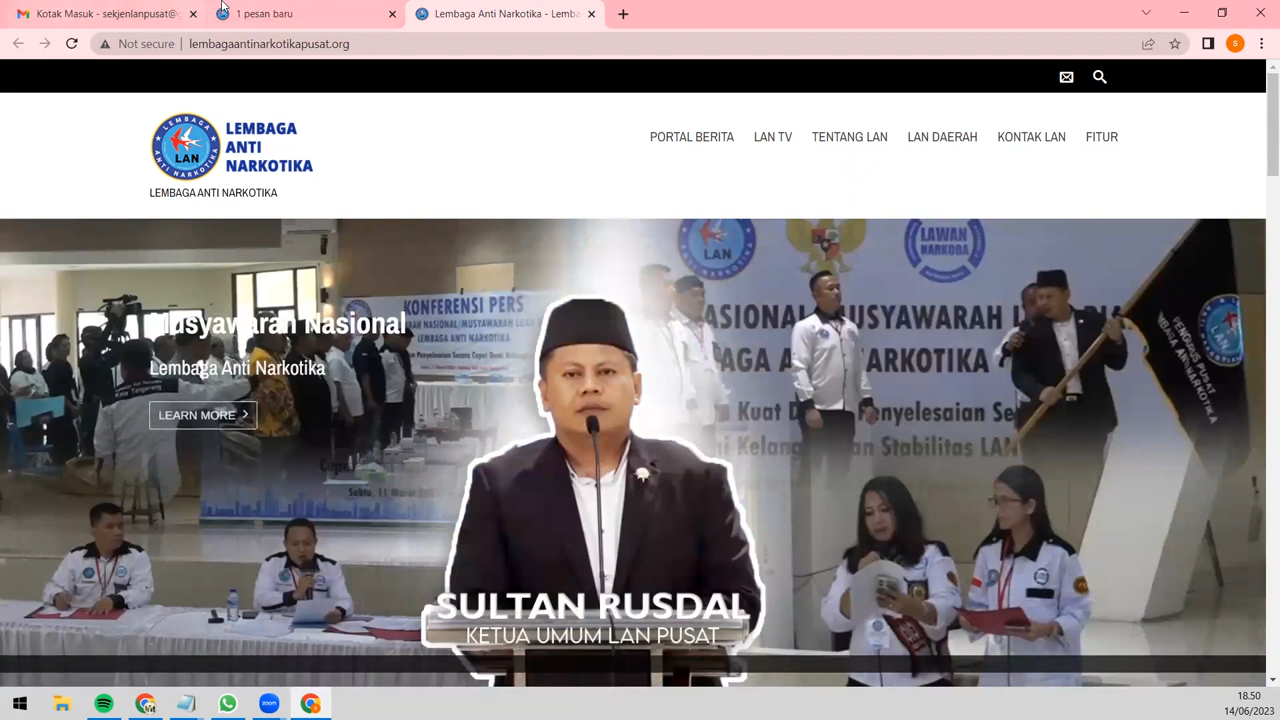 Kotak Masuk - sekjenlanpusat@g
1 pesan baru
Lembaga Anti Narkotika - Lemba
Not secure
lembagaantinarkotikapusat.org
LEMBAGA
ANTI
NARKOTIKA
LEMBAGA ANTI NARKOTIKA
LAN
LEMBAGA ANTI NARKOTIKA
PORTAL BERITA
LAN TV
TENTANG LAN
LAN DAERAH
KONTAK LAN
FITUR
Musyawarah Nasional
Lembaga Anti Narkotika
LEARN MORE
KONFERENSI PERS
LAN
LAWAN
NARKOBA
SULTAN RUSDAL
KETUA UMUM LAN PUSAT
zoom
18.50
14/06/2023
S